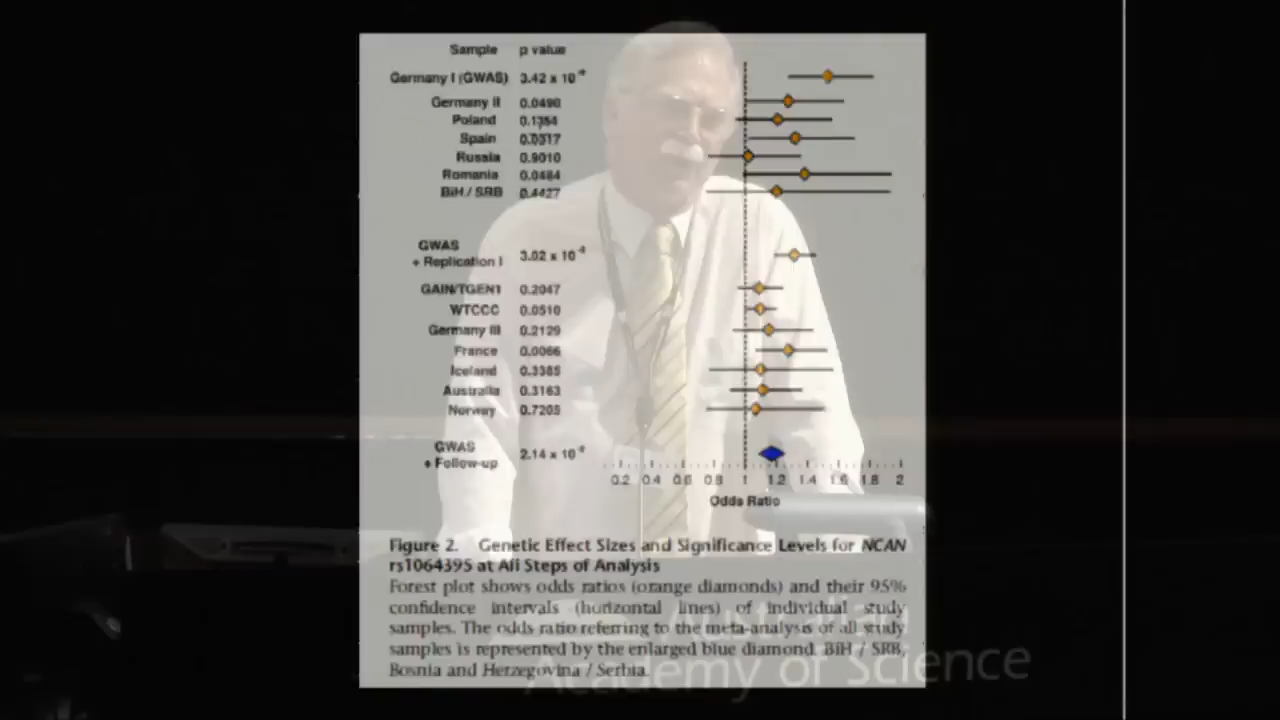 Sample p value
Germany I (GWAS) 3.42 x 10
Germany II 0.0498
Poland 0.1354
Spain 0.0317
Russia 0.9010
Romania 0.0484
BiH / SRB 0.4427
GWAS
+ Replication I 3.02 x 10
GAIN/TGEN1 0.2047
WTCCC 0.0510
Germany III 0.2129
France 0.0066
Iceland 0.3385
Australia 0.3163
Norway 0.7205
GWAS
+ Follow-up 2.14 x 10
0.2 0.4 0.6 0.8 1 1.2 1.4 1.6 1.8 2
Odds Ratio
Figure 2. Genetic Effect Sizes and Significance Levels for NCAN
rs1064395 at All Steps of Analysis
Forest plot shows odds ratios (orange diamonds) and their 95%
confidence intervals (horizontal lines) of individual study
samples. The odds ratio referring to the meta-analysis of all study
samples is represented by the enlarged blue diamond. BiH / SRB,
Bosnia and Herzegovina / Serbia.
Australian
Academy of Science